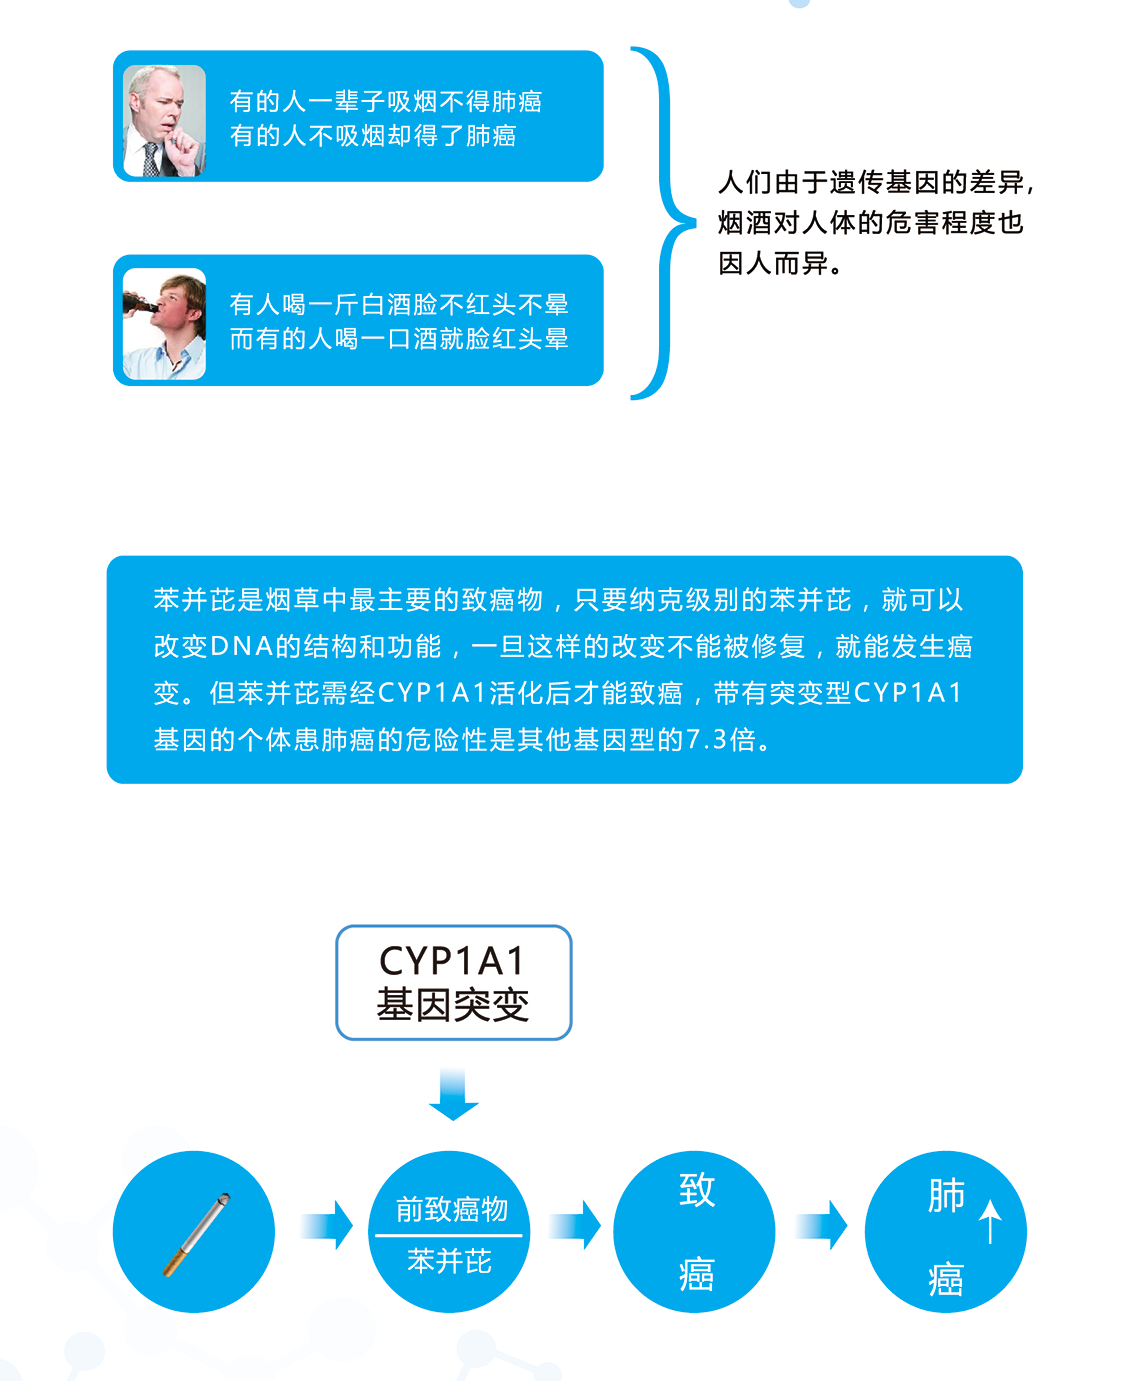 有的人一辈子吸烟不得肺癌
有的人不吸烟却得了肺癌
人们由于遗传基因的差异,
烟酒对人体的危害程度也
因人而异。
有人喝一斤白酒脸不红头不晕
而有的人喝一口酒就脸红头晕
苯并芘是烟草中最主要的致癌物，只要纳克级别的苯并芘，就可以
改变DNA的结构和功能，一旦这样的改变不能被修复，就能发生癌
变。但苯并芘需经CYP1A1活化后才能致癌，带有突变型CYP1A1
基因的个体患肺癌的危险性是其他基因型的7.3倍。
CYP1A1
基因突变
前致癌物
苯并芘
致
癌
肺
癌